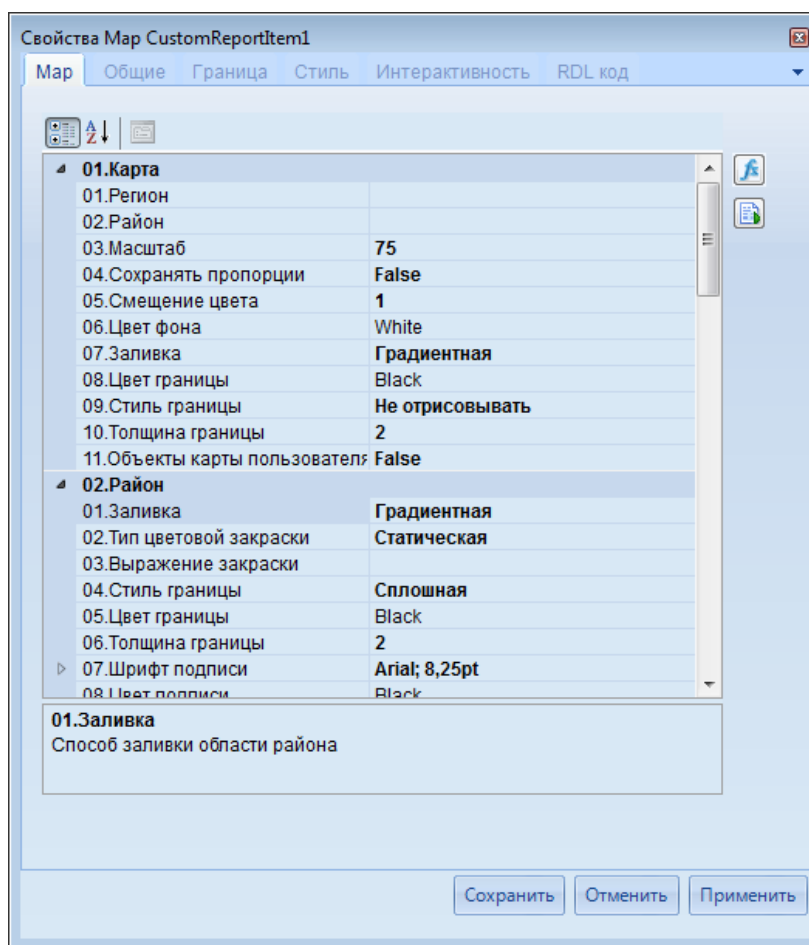 Свойства Map CustomReportItem1
Map Общие Граница Стиль Интерактивность RDL код
01.Карта
01.Регион
02.Район
03.Масштаб 75
04.Сохранять пропорции False
05.Смещение цвета 1
06.Цвет фона White
07.Заливка Градиентная
08.Цвет границы Black
09.Стиль границы Не отрисовывать
10.Толщина границы 2
11.Объекты карты пользователя False
02.Район
01.Заливка Градиентная
02.Тип цветовой закраски Статическая
03.Выражение закраски
04.Стиль границы Сплошная
05.Цвет границы Black
06.Толщина границы 2
07.Шрифт подписи Arial; 8,25pt
08.Цвет подписи Black
01.Заливка
Способ заливки области района
Сохранить Отменить Применить